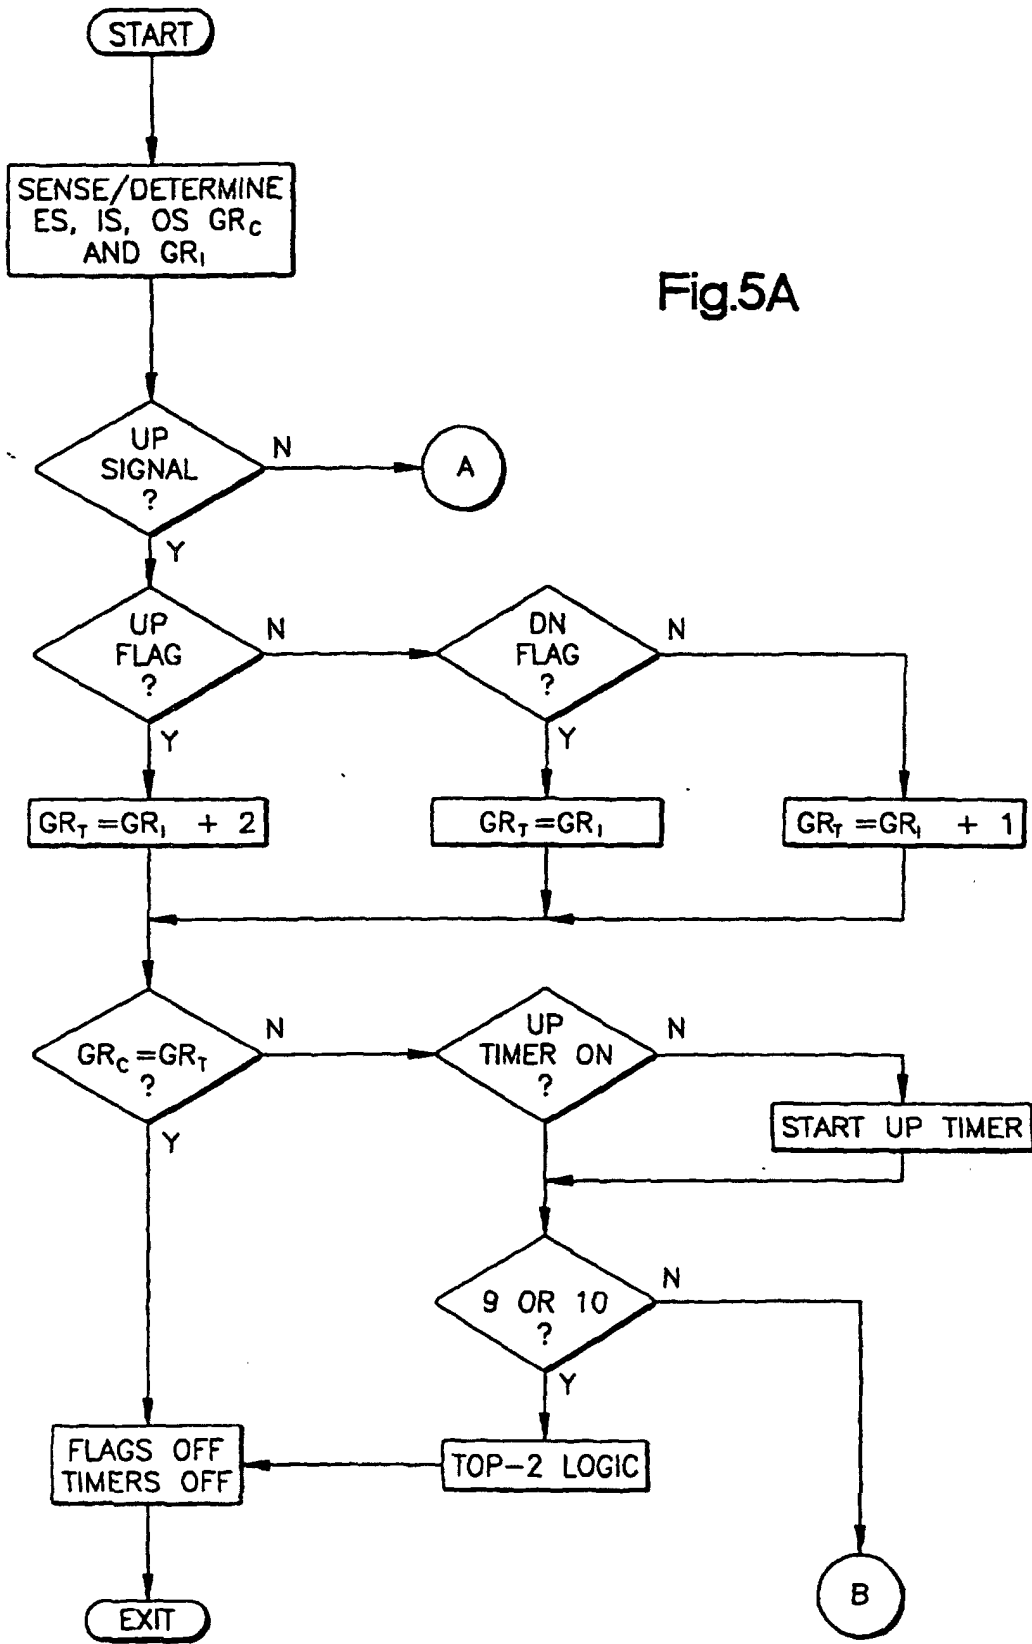 START
SENSE/DETERMINE
ES, IS, OS GRC
AND GRI
Fig.5A
UP
SIGNAL
?
N
A
Y
UP
FLAG
?
N
DN
FLAG
?
N
Y
Y
GRT=GRI + 2
GRT=GRI
GRT=GRI + 1
GRC=GRT
?
N
UP
TIMER ON
?
N
Y
START UP TIMER
9 OR 10
?
N
Y
FLAGS OFF
TIMERS OFF
TOP-2 LOGIC
EXIT
B